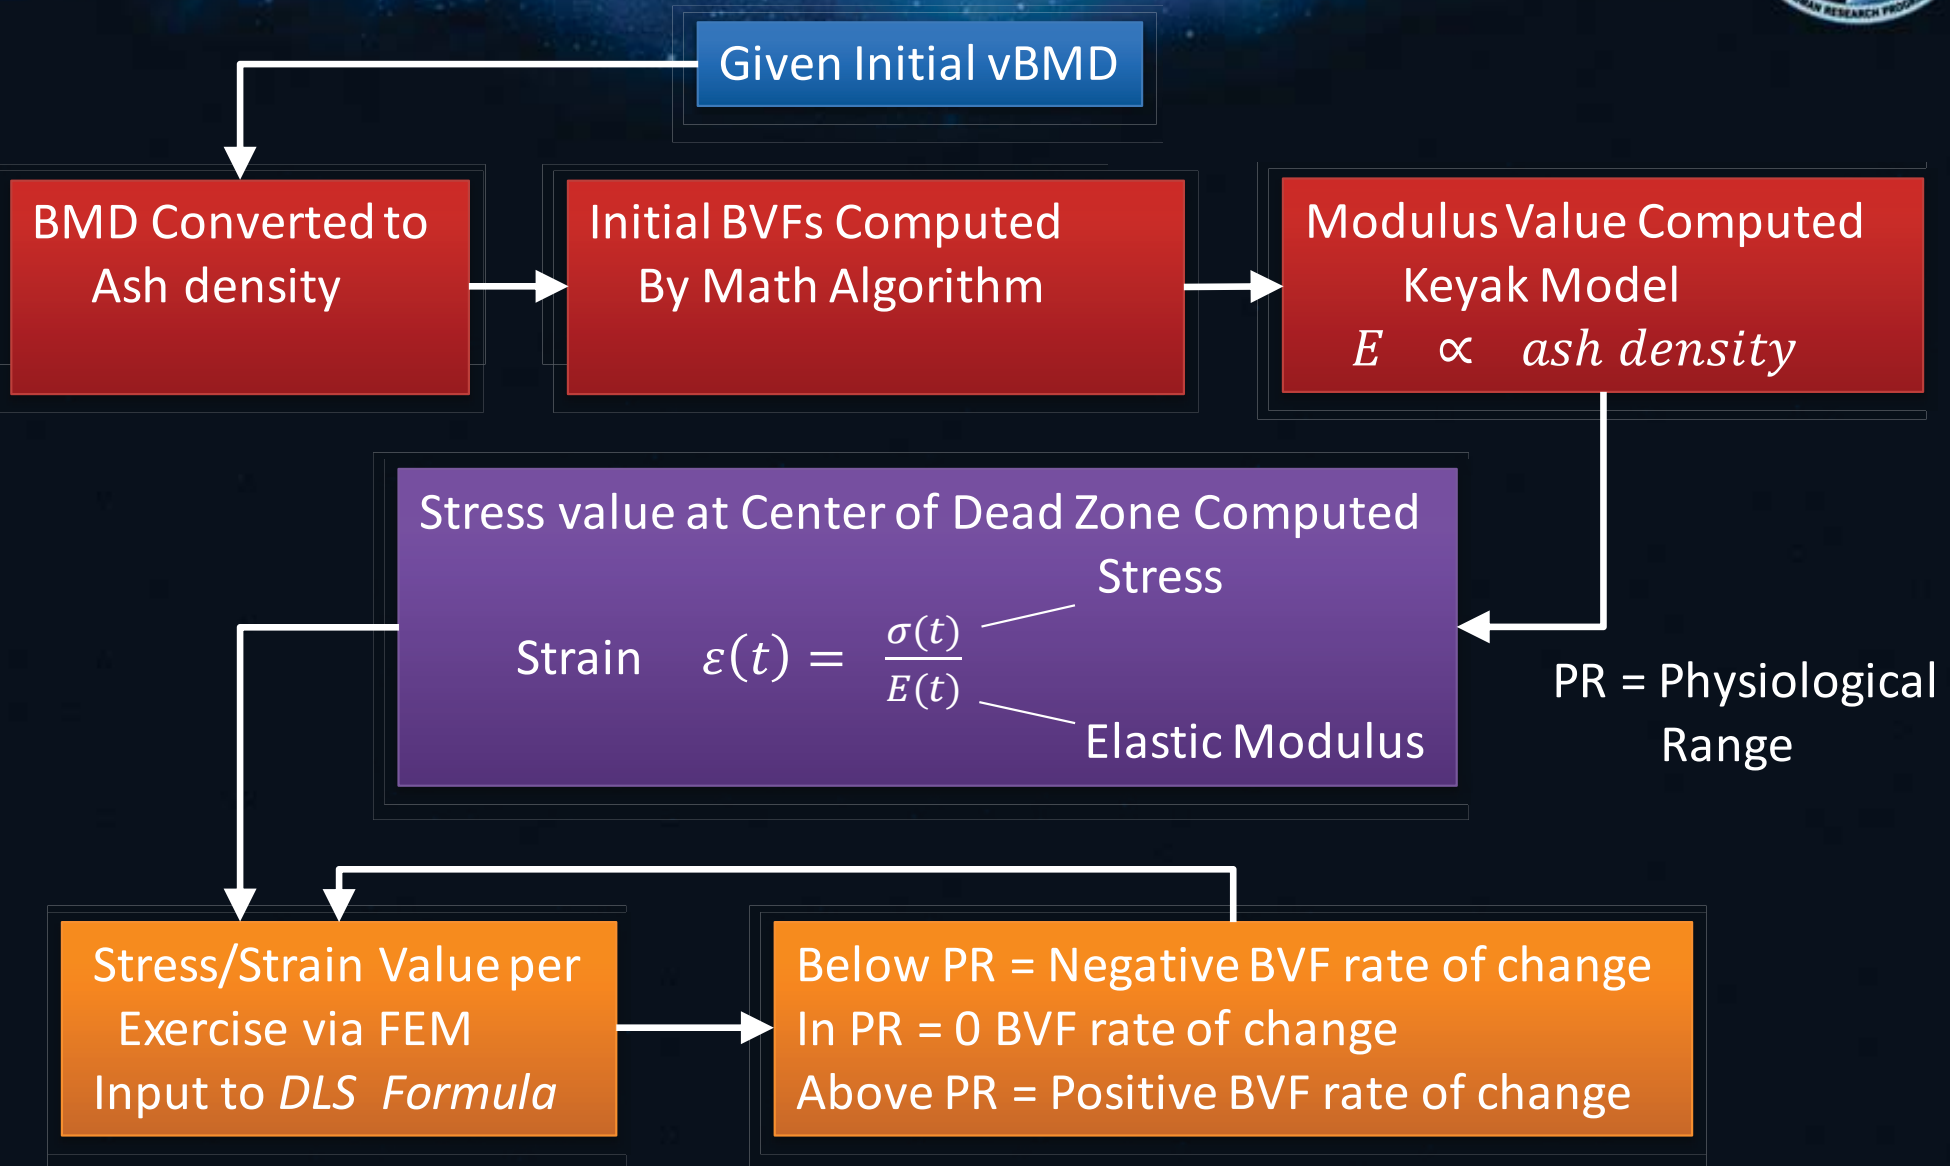 HUMAN RESEARCH PROG
Given Initial vBMD
BMD Converted to
Ash density
Initial BVFs Computed
By Math Algorithm
Modulus Value Computed
Keyak Model
E ∝ ash density
Stress value at Center of Dead Zone Computed
Stress
Strain ε(t) = σ(t)/E(t)
Elastic Modulus
PR = Physiological
Range
Stress/Strain Value per
Exercise via FEM
Input to DLS Formula
Below PR = Negative BVF rate of change
In PR = 0 BVF rate of change
Above PR = Positive BVF rate of change